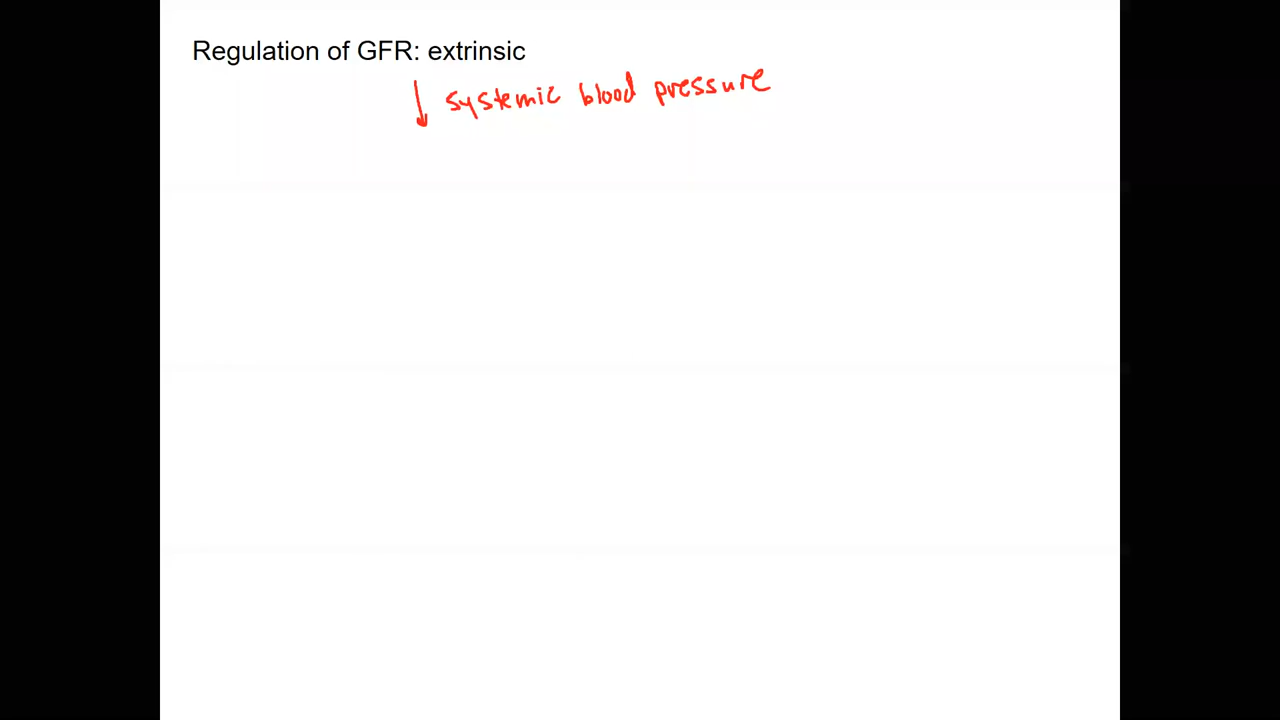 Regulation of GFR: extrinsic
↓ systemic blood pressure